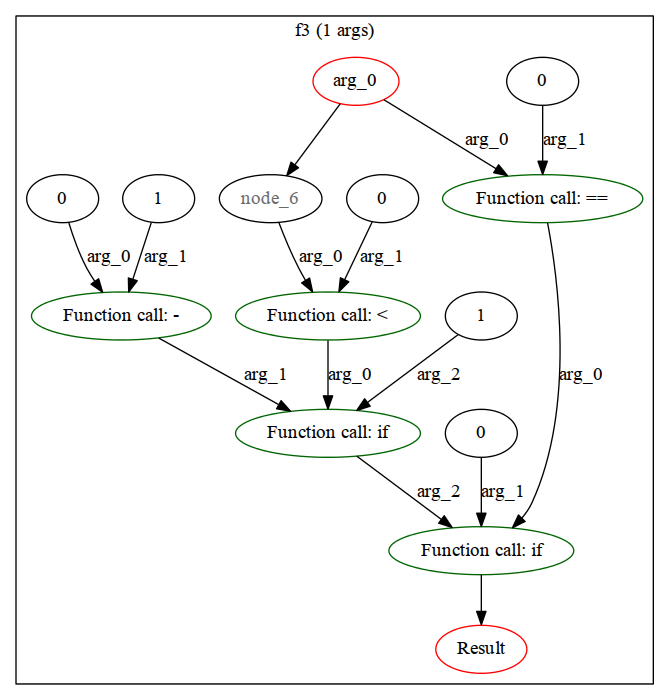 f3 (1 args)
arg_0
0
arg_0
arg_1
0
1
node_6
0
Function call: ==
arg_0
arg_1
arg_0
arg_1
Function call: -
Function call: <
1
arg_1
arg_0
arg_2
arg_0
Function call: if
0
arg_2
arg_1
Function call: if
Result